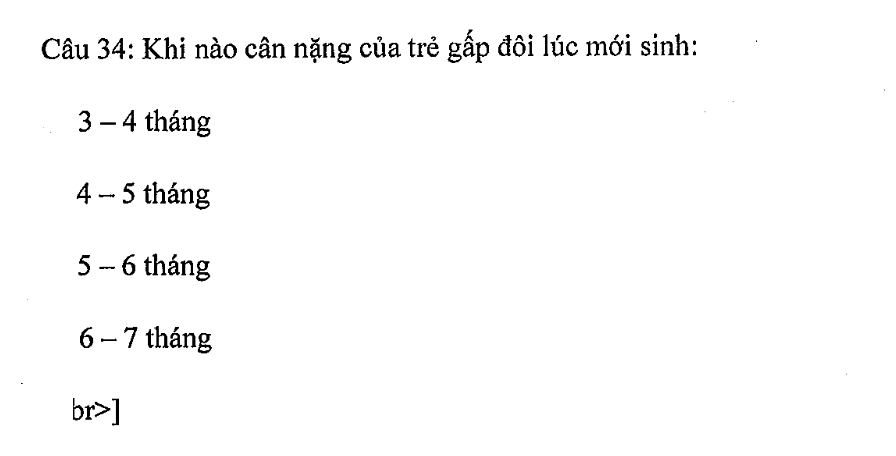 Câu 34: Khi nào cân nặng của trẻ gấp đôi lúc mới sinh:
3 – 4 tháng
4 – 5 tháng
5 – 6 tháng
6 – 7 tháng
br>]